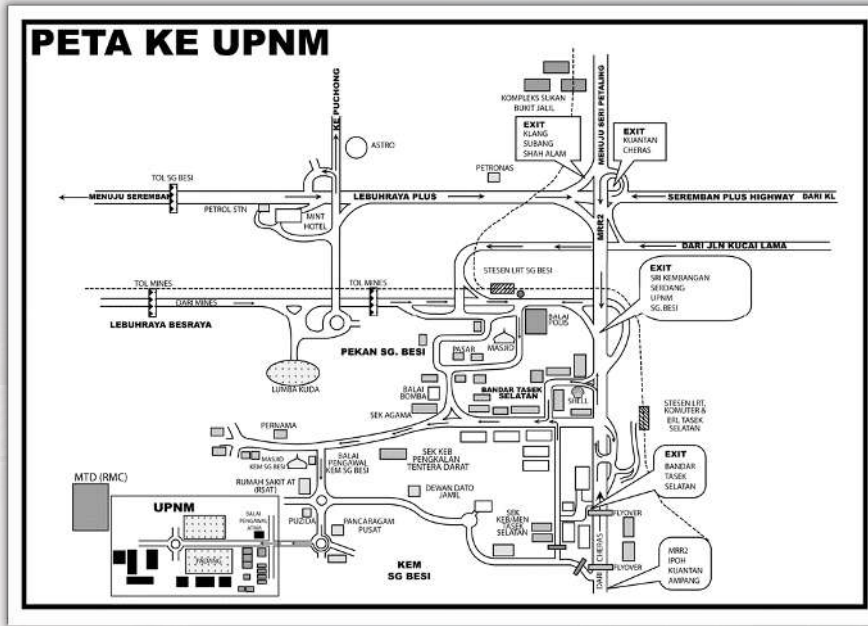 PETA KE UPNM
KOMPLEKS SUKAN
BUKIT JALIL
KE PUCHONG
ASTRO
MENUJU SERI PETALING
EXIT
KLANG
SUBANG
SHAH ALAM
EXIT
KUANTAN
CHERAS
PETRONAS
TOL SG BESI
MENUJU SEREMBAN
LEBUHRAYA PLUS
SEREMBAN PLUS HIGHWAY
DARI KL
PETROL STN
MINT
HOTEL
MRR2
DARI JLN KUCAI LAMA
STESEN LRT SG BESI
EXIT
SRI KEMBANGAN
SERDANG
UPNM
SG. BESI
TOL MINES
TOL MINES
DARI MINES
LEBUHRAYA BESRAYA
BALAI
POLIS
PEKAN SG. BESI
PASAR
MASJID
LUMBA KUDA
BALAI
BOMBA
BANDAR TASEK
SELATAN
SHELL
SEK AGAMA
STESEN LRT,
KOMUTER &
ERL TASEK
SELATAN
PERNAMA
MASJID
KEM SG BESI
BALAI
PENGAWAL
KEM SG BESI
SEK KEB
PENGKALAN
TENTERA DARAT
EXIT
BANDAR
TASEK
SELATAN
MTD (RMC)
RUMAH SAKIT AT
(RSAT)
DEWAN DATO
JAMIL
UPNM
BALAI
PENGAWAL
PUZIDA
PANCARAGAM
PUSAT
SEK
KEB/MEN
TASEK
SELATAN
FLYOVER
PADANG
KEM
SG BESI
DARI CHERAS
FLYOVER
MRR2
IPOH
KUANTAN
AMPANG